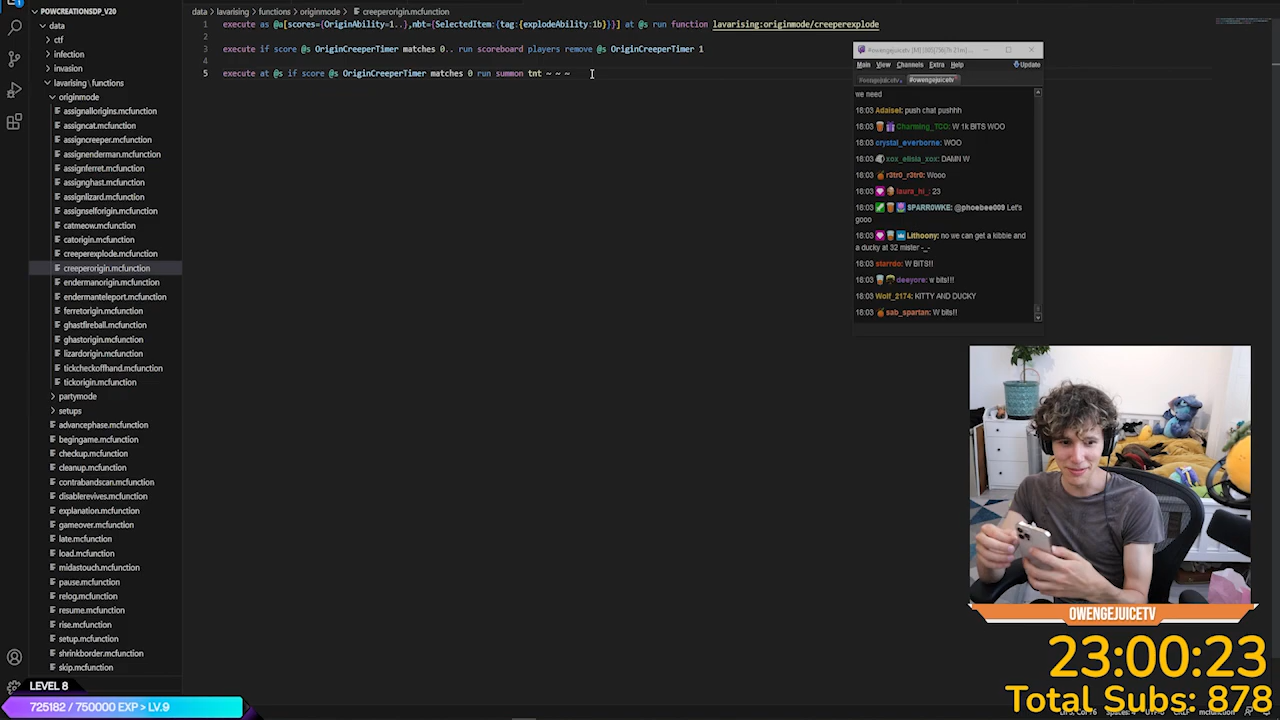 POWCREATIONSDP_V20
data
ctf
infection
invasion
lavarising \ functions
originmode
assignallorigins.mcfunction
assigncat.mcfunction
assigncreeper.mcfunction
assignenderman.mcfunction
assignferret.mcfunction
assignghast.mcfunction
assignlizard.mcfunction
assignselforigin.mcfunction
catmeow.mcfunction
catorigin.mcfunction
creeperexplode.mcfunction
creeperorigin.mcfunction
endermanorigin.mcfunction
endermanteleport.mcfunction
ferretorigin.mcfunction
ghastfireball.mcfunction
ghastorigin.mcfunction
lizardorigin.mcfunction
tickcheckoffhand.mcfunction
tickorigin.mcfunction
partymode
setups
advancephase.mcfunction
begingame.mcfunction
checkup.mcfunction
cleanup.mcfunction
contrabandscan.mcfunction
disablerevives.mcfunction
explanation.mcfunction
gameover.mcfunction
late.mcfunction
load.mcfunction
midastouch.mcfunction
pause.mcfunction
relog.mcfunction
resume.mcfunction
rise.mcfunction
setup.mcfunction
shrinkborder.mcfunction
skip.mcfunction
data > lavarising > functions > originmode > creeperorigin.mcfunction
1 execute as @a[scores={OriginAbility=1..},nbt={SelectedItem:{tag:{explodeAbility:1b}}}] at @s run function lavarising:originmode/creeperexplode
2
3 execute if score @s OriginCreeperTimer matches 0.. run scoreboard players remove @s OriginCreeperTimer 1
4
5 execute at @s if score @s OriginCreeperTimer matches 0 run summon tnt ~ ~ ~
Main View Channels Extra Help Update
#owengejuicetv
we need
18:03 Adaisel: push chat pushhh
18:03 Charming_TCO: W 1k BITS WOO
18:03 crystal_everborne: WOO
18:03 xox_elisia_xox: DAMN W
18:03 r3tr0_r3tr0: Wooo
18:03 laura_hi_: 23
18:03 SPARR0WKE: @phoebee009 Let's
gooo
18:03 Lithoony: no we can get a kibbie and
a ducky at 32 mister -_-
18:03 starrdo: W BITS!!
18:03 deeyore: w bits!!!
18:03 Wolf_2174: KITTY AND DUCKY
18:03 sab_spartan: W bits!!
OWENGEJUICETV
23:00:23
Total Subs: 878
LEVEL 8
725182 / 750000 EXP > LV.9